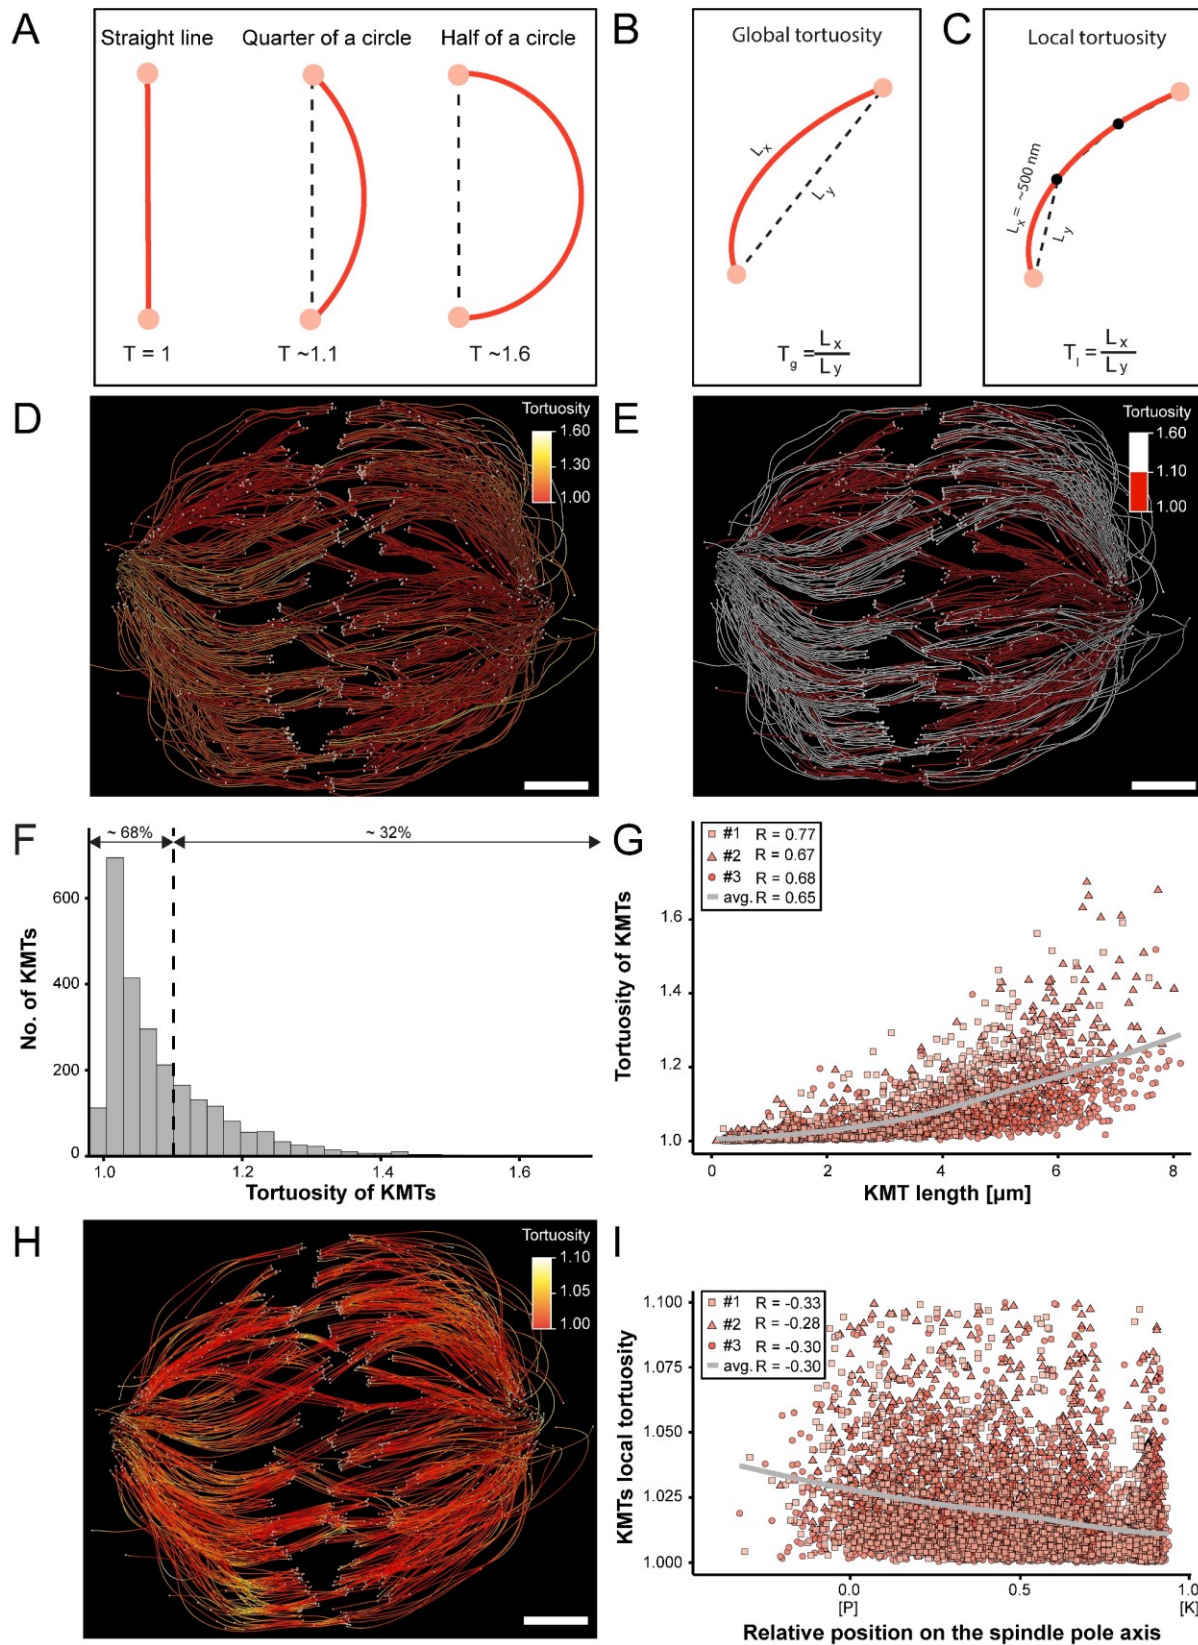 A
Straight line
Quarter of a circle
Half of a circle
T = 1
T ~1.1
T ~1.6
B
Global tortuosity
Lx
Ly
Tg = Lx
Ly
C
Local tortuosity
Lx = ~500 nm
Ly
Tl = Lx
Ly
D
Tortuosity
1.60
1.30
1.00
E
Tortuosity
1.60
1.10
1.00
F
~ 68%
~ 32%
No. of KMTs
600
400
200
0
1.0 1.2 1.4 1.6
Tortuosity of KMTs
G
#1 R = 0.77
#2 R = 0.67
#3 R = 0.68
avg. R = 0.65
Tortuosity of KMTs
1.6
1.4
1.2
1.0
0 2 4 6 8
KMT length [µm]
H
Tortuosity
1.10
1.05
1.00
I
#1 R = -0.33
#2 R = -0.28
#3 R = -0.30
avg. R = -0.30
KMTs local tortuosity
1.100
1.075
1.050
1.025
1.000
0.0 0.5 1.0
[P] [K]
Relative position on the spindle pole axis